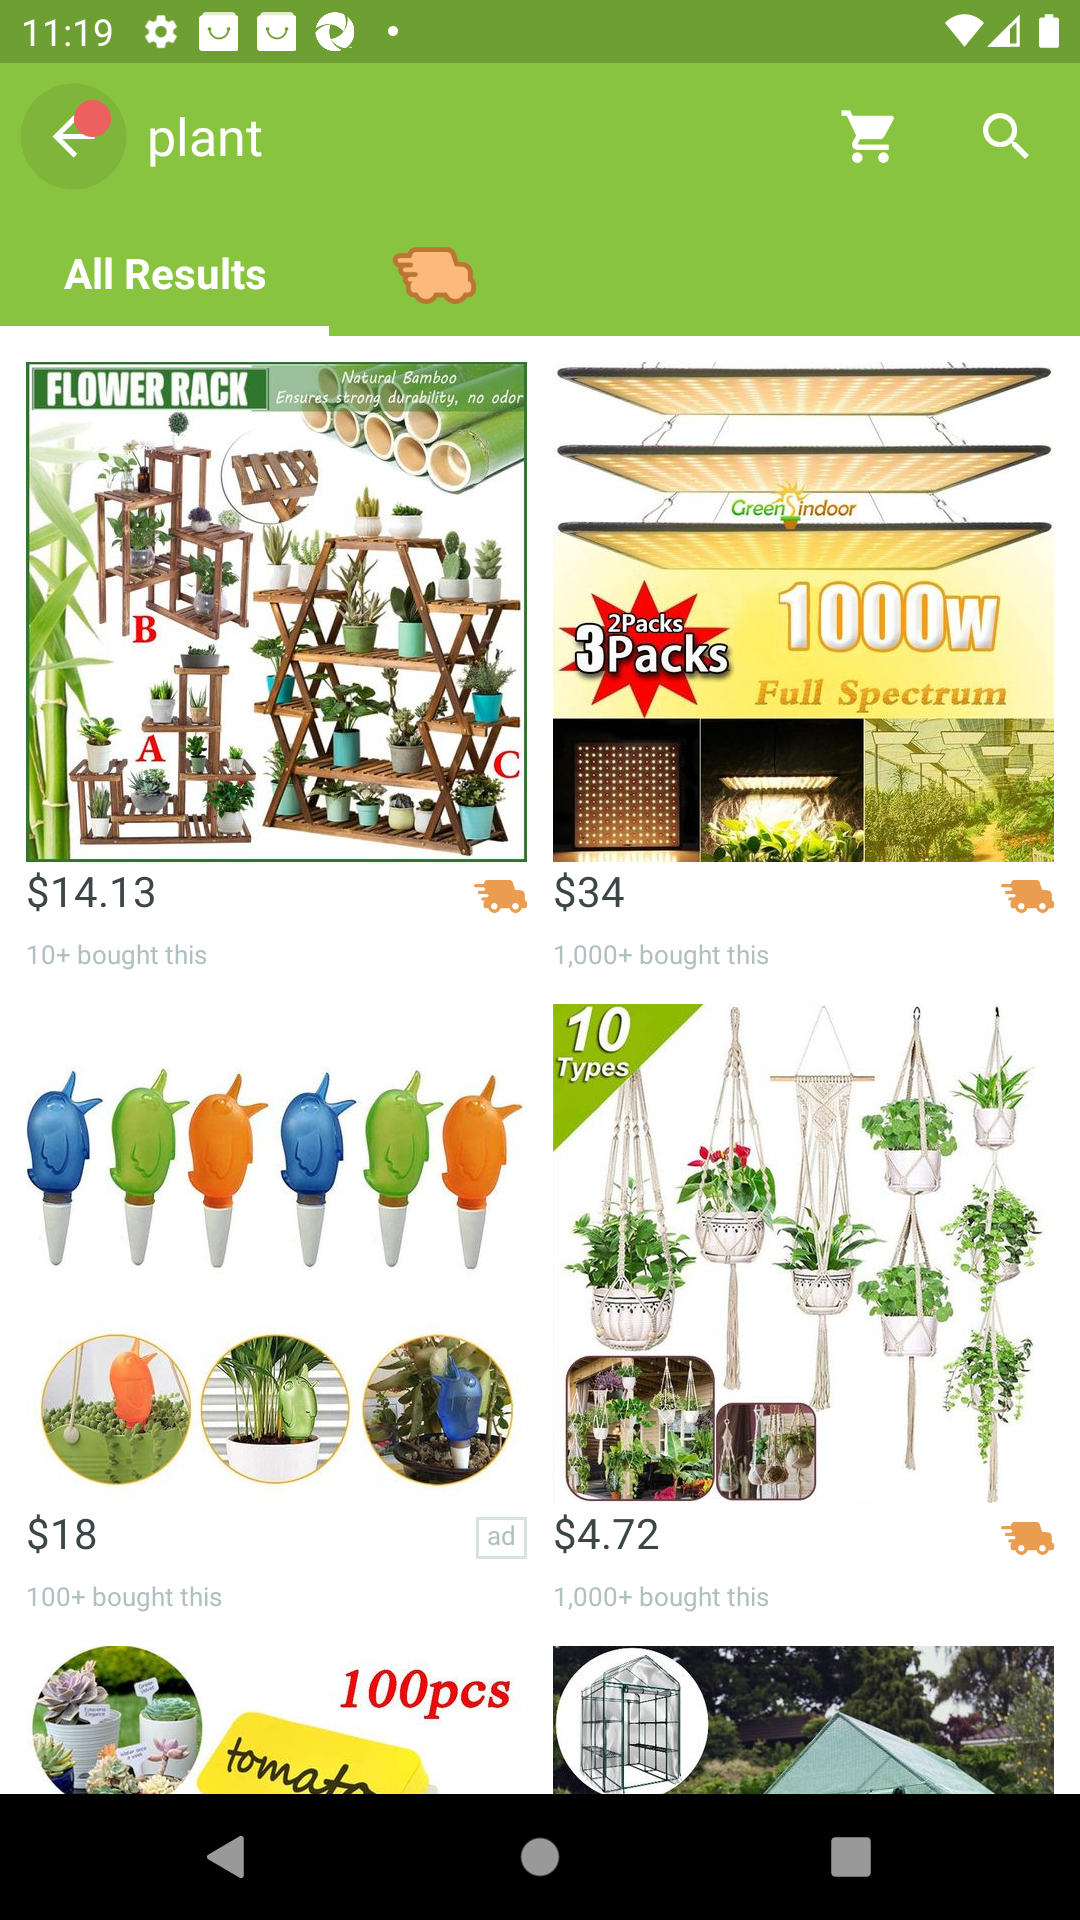 11:19
plant
All Results
FLOWER RACK
Natural Bamboo
Ensures strong durability, no odor
B
A
C
Green indoor
1000w
2Packs
3Packs
Full Spectrum
$14.13
10+ bought this
$34
1,000+ bought this
10
Types
$18
ad
100+ bought this
$4.72
1,000+ bought this
100pcs
tomato